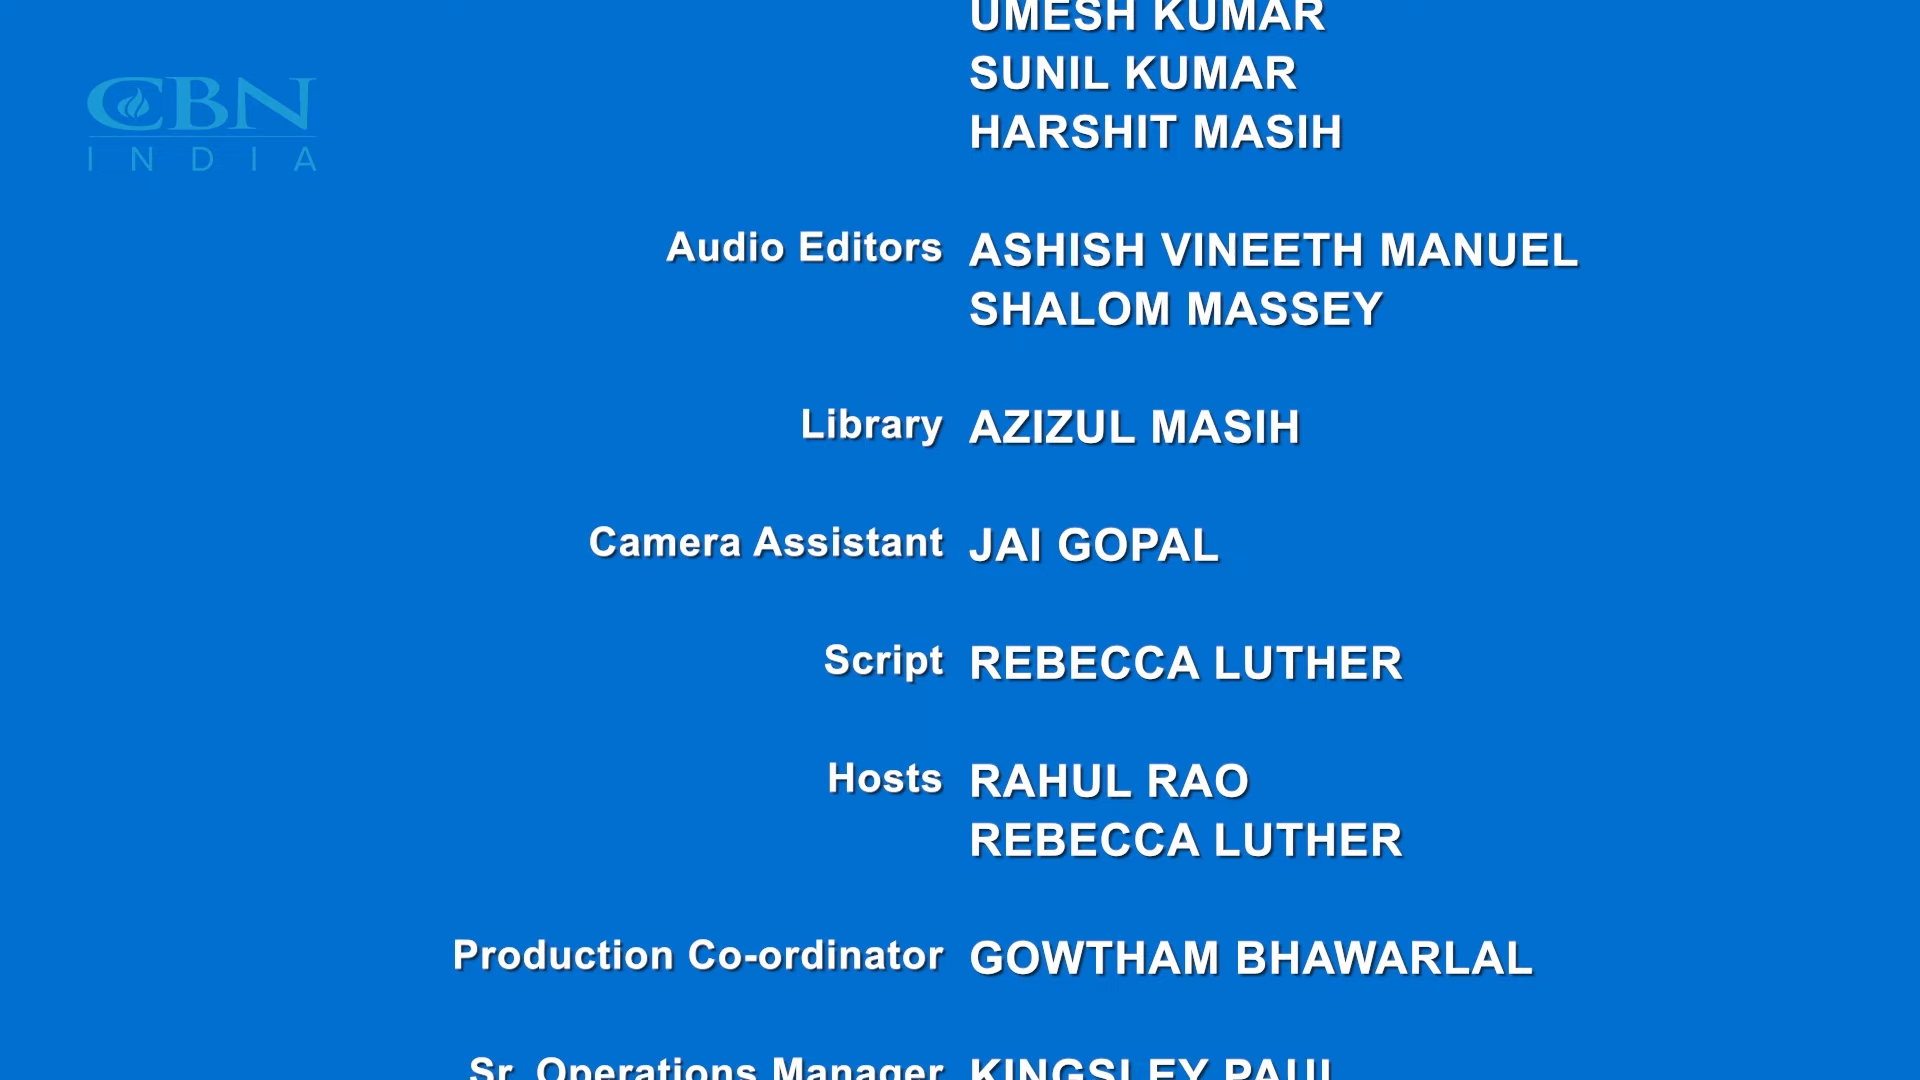 UMESH KUMAR
CBN
INDIA
SUNIL KUMAR
HARSHIT MASIH
Audio Editors ASHISH VINEETH MANUEL
SHALOM MASSEY
Library AZIZUL MASIH
Camera Assistant JAI GOPAL
Script REBECCA LUTHER
Hosts RAHUL RAO
REBECCA LUTHER
Production Co-ordinator GOWTHAM BHAWARLAL
Sr. Operations Manager KINGSLEY PAUL